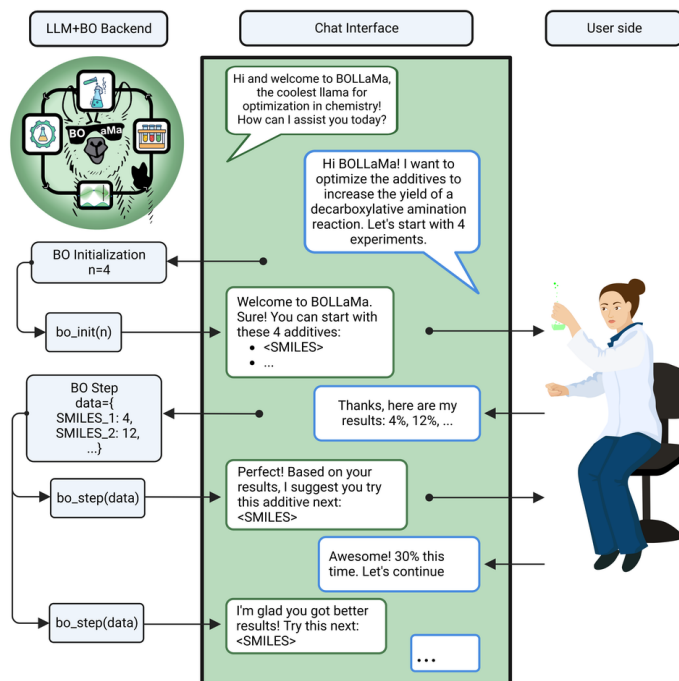 LLM+BO Backend
Chat Interface
User side
BO
aMa
Hi and welcome to BOLLaMa,
the coolest llama for
optimization in chemistry!
How can I assist you today?
Hi BOLLaMa! I want to
optimize the additives to
increase the yield of a
decarboxylative amination
reaction. Let's start with 4
experiments.
BO Initialization
n=4
bo_init(n)
Welcome to BOLLaMa.
Sure! You can start with
these 4 additives:
• <SMILES>
• ...
BO Step
data={
SMILES_1: 4,
SMILES_2: 12,
...}
Thanks, here are my
results: 4%, 12%, ...
bo_step(data)
Perfect! Based on your
results, I suggest you try
this additive next:
<SMILES>
Awesome! 30% this
time. Let's continue
bo_step(data)
I'm glad you got better
results! Try this next:
<SMILES>
...